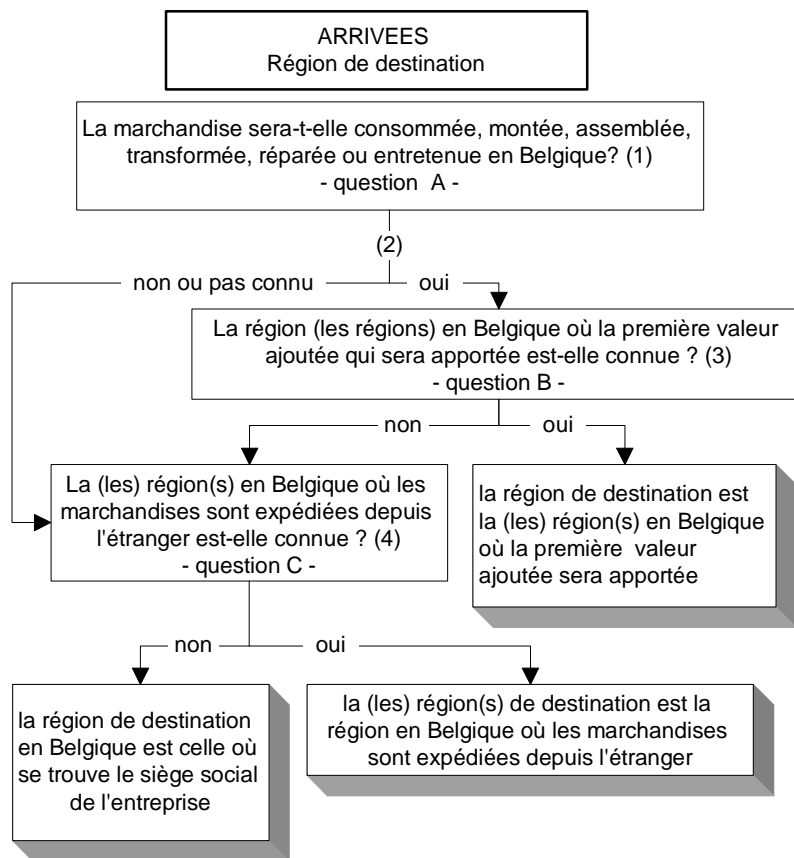 ARRIVEES
Région de destination
La marchandise sera-t-elle consommée, montée, assemblée,
transformée, réparée ou entretenue en Belgique? (1)
- question A -
(2)
non ou pas connu
oui
La région (les régions) en Belgique où la première valeur
ajoutée qui sera apportée est-elle connue ? (3)
- question B -
non
oui
La (les) région(s) en Belgique où les
marchandises sont expédiées depuis
l'étranger est-elle connue ? (4)
- question C -
la région de destination est
la (les) région(s) en Belgique
où la première valeur
ajoutée sera apportée
non
oui
la région de destination
en Belgique est celle où
se trouve le siège social
de l'entreprise
la (les) région(s) de destination est la
région en Belgique où les marchandises
sont expédiées depuis l'étranger